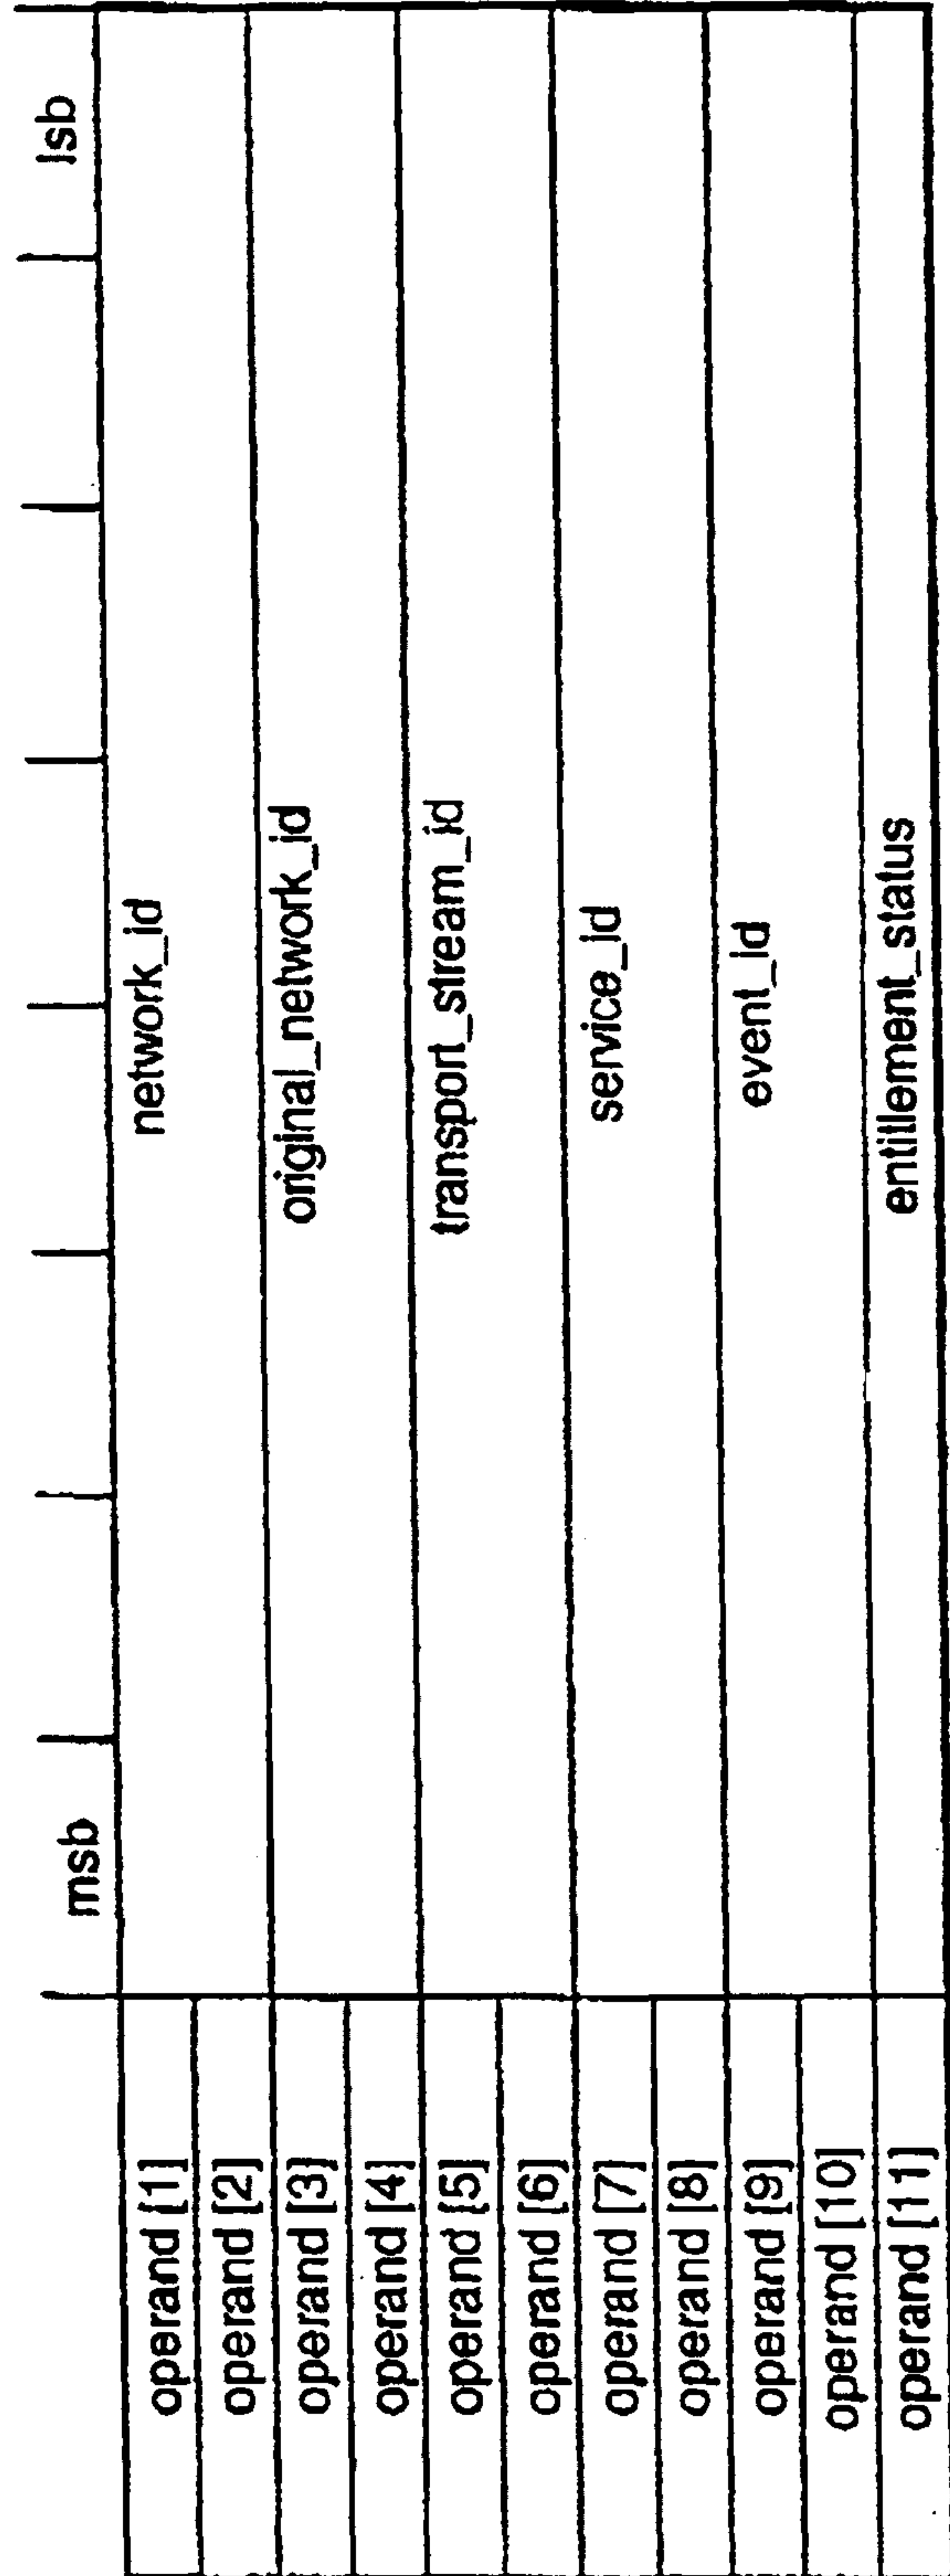 msb lsb
operand [1] network_id
operand [2]
operand [3] original_network_id
operand [4]
operand [5] transport_stream_id
operand [6]
operand [7] service_id
operand [8]
operand [9] event_id
operand [10]
operand [11] entitlement_status